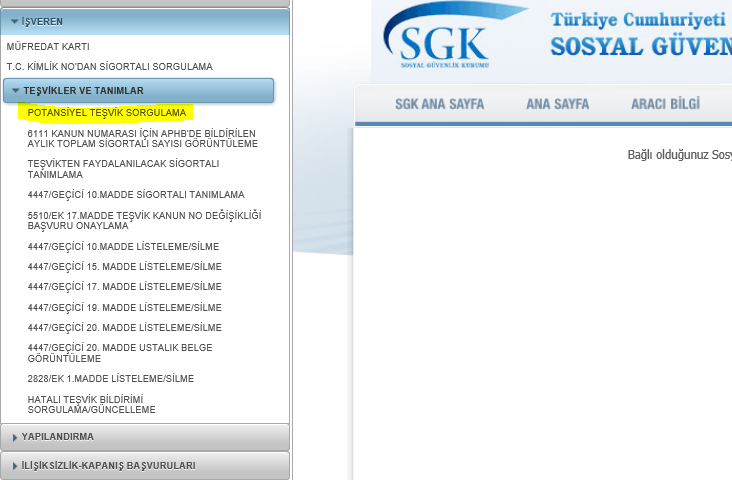 İŞVEREN
MÜFREDAT KARTI
T.C. KİMLİK NO'DAN SİGORTALI SORGULAMA
TEŞVİKLER VE TANIMLAR
POTANSİYEL TEŞVİK SORGULAMA
6111 KANUN NUMARASI İÇİN APHB'DE BİLDİRİLEN
AYLIK TOPLAM SİGORTALI SAYISI GÖRÜNTÜLEME
TEŞVİKTEN FAYDALANILACAK SİGORTALI
TANIMLAMA
4447/GEÇİCİ 10.MADDE SİGORTALI TANIMLAMA
5510/EK 17.MADDE TEŞVİK KANUN NO DEĞİŞİKLİĞİ
BAŞVURU ONAYLAMA
4447/GEÇİCİ 10.MADDE LİSTELEME/SİLME
4447/GEÇİCİ 15. MADDE LİSTELEME/SİLME
4447/GEÇİCİ 17. MADDE LİSTELEME/SİLME
4447/GEÇİCİ 19. MADDE LİSTELEME/SİLME
4447/GEÇİCİ 20. MADDE LİSTELEME/SİLME
4447/GEÇİCİ 20. MADDE USTALIK BELGE
GÖRÜNTÜLEME
2828/EK 1.MADDE LİSTELEME/SİLME
HATALI TEŞVİK BİLDİRİMİ
SORGULAMA/GÜNCELLEME
YAPILANDIRMA
İLİŞİKSİZLİK-KAPANIŞ BAŞVURULARI
SGK
SOSYAL GÜVENLİK KURUMU
Türkiye Cumhuriyeti
SOSYAL GÜVEN
SGK ANA SAYFA ANA SAYFA ARACI BİLGİ
Bağlı olduğunuz Sosy